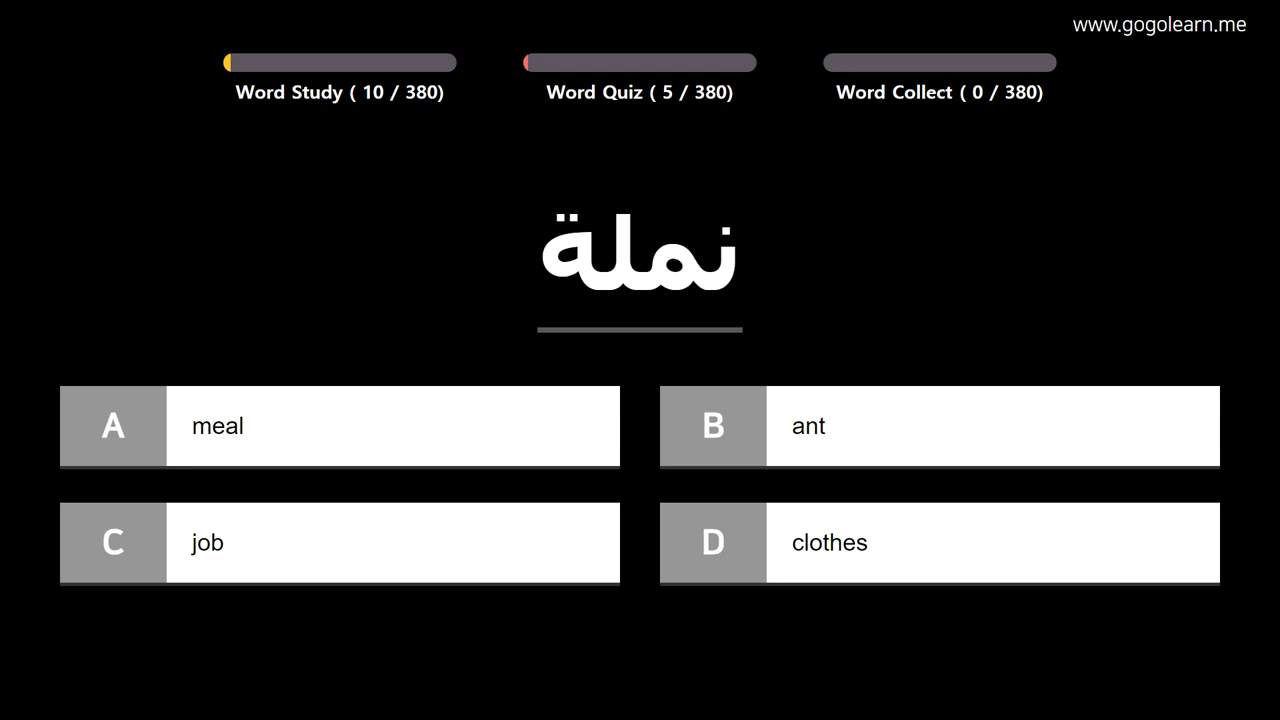 www.gogolearn.me
Word Study ( 10 / 380)
Word Quiz ( 5 / 380)
Word Collect ( 0 / 380)
نملة
A meal
B ant
C job
D clothes